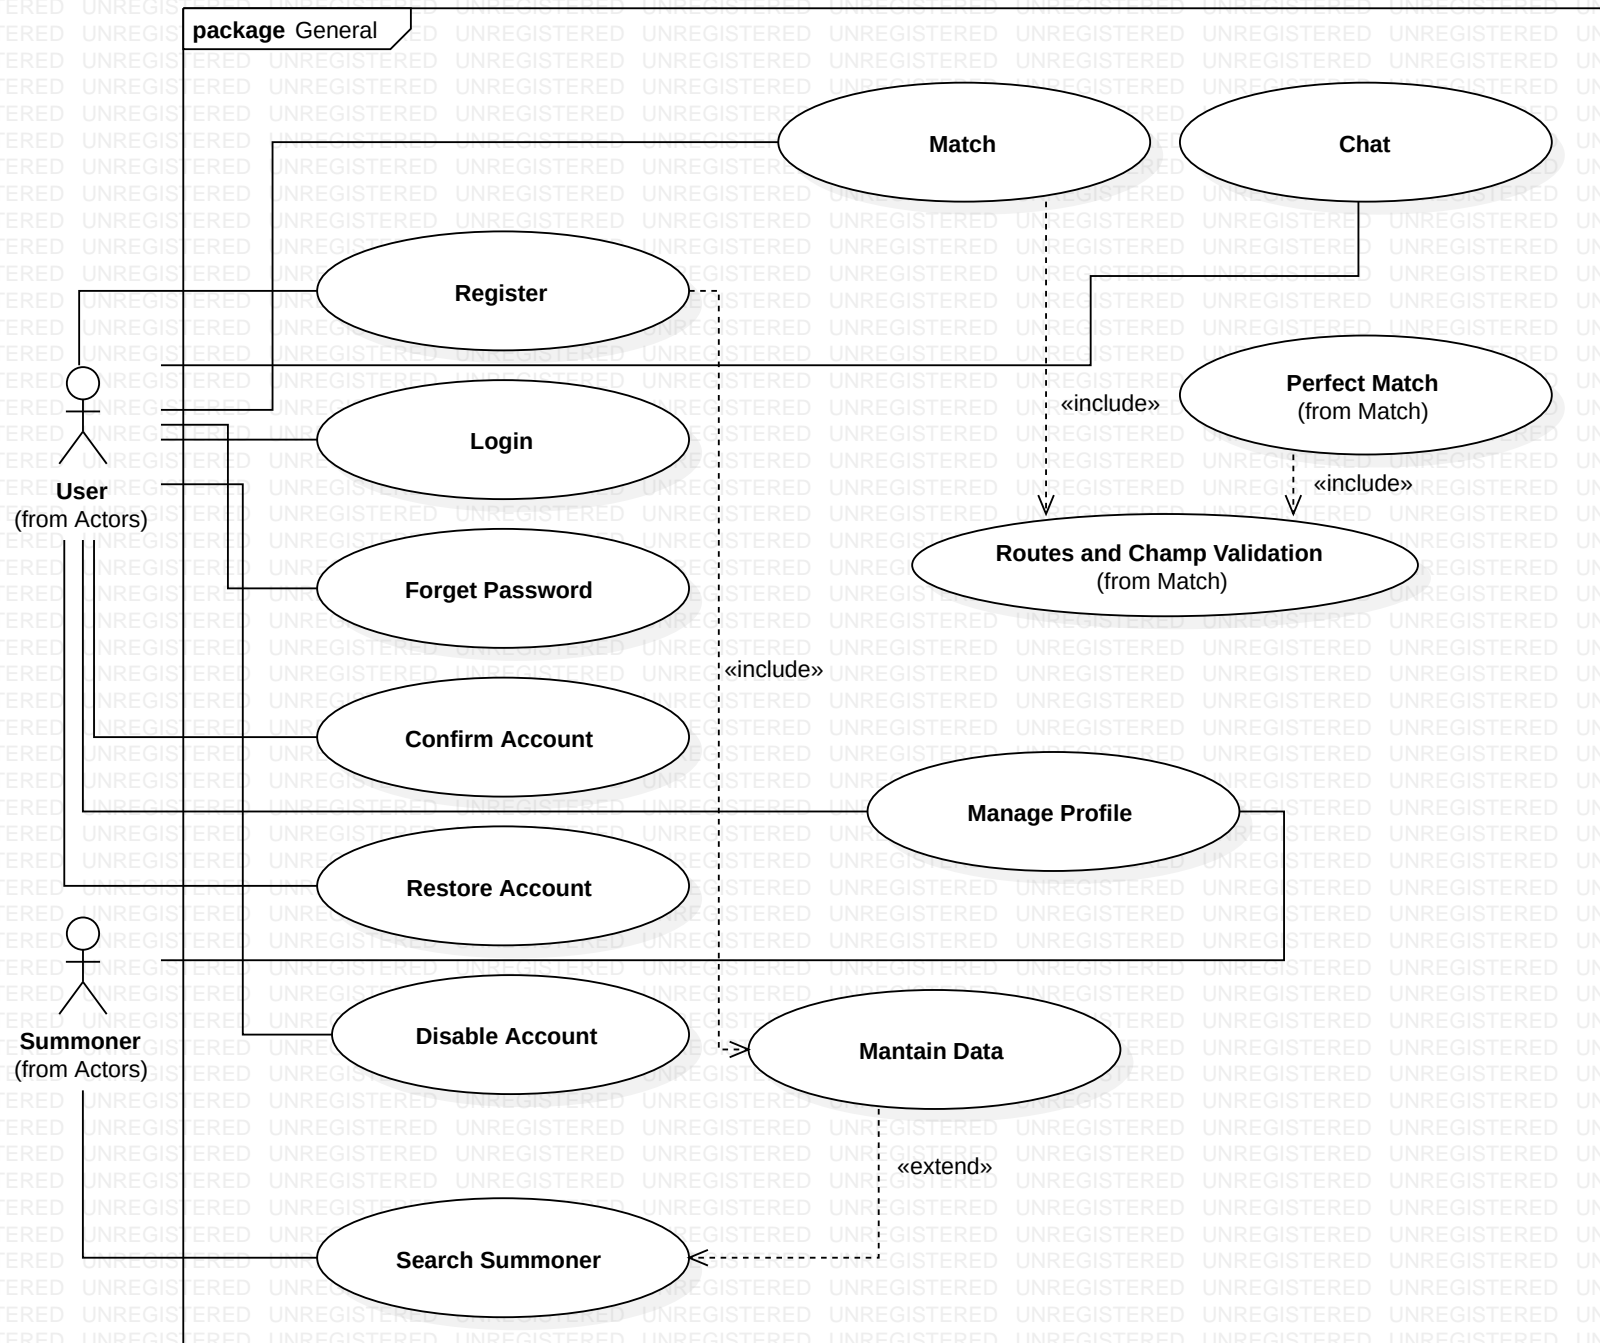 package General
Match
Chat
Register
Perfect Match
(from Match)
«include»
Login
«include»
User
(from Actors)
Routes and Champ Validation
(from Match)
Forget Password
«include»
Confirm Account
Manage Profile
Restore Account
Summoner
(from Actors)
Disable Account
Mantain Data
«extend»
Search Summoner
UNREGISTERED